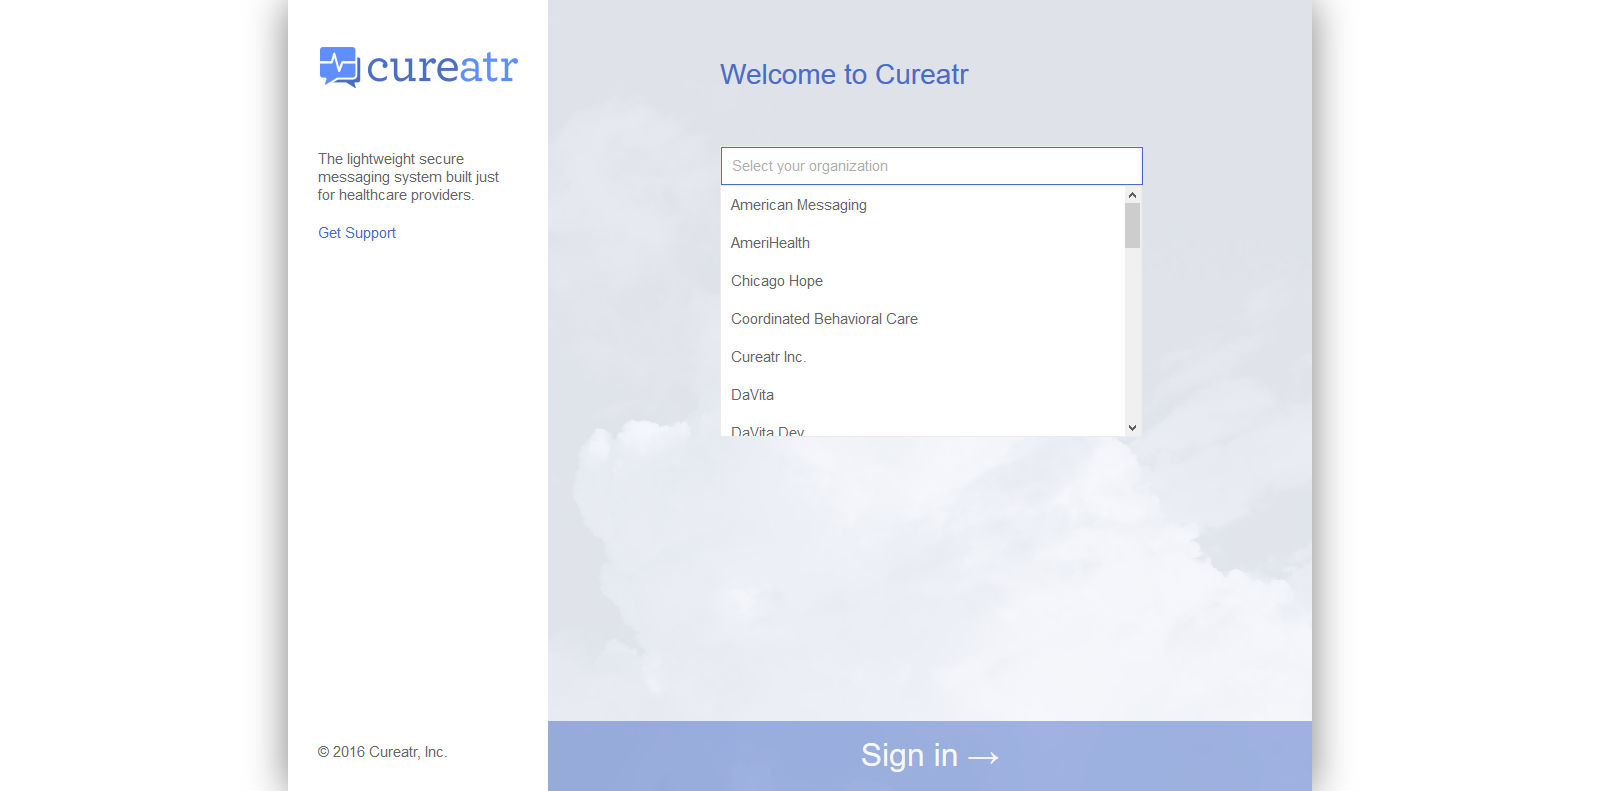 cureatr
The lightweight secure
messaging system built just
for healthcare providers.
Get Support
© 2016 Cureatr, Inc.
Welcome to Cureatr
Select your organization
American Messaging
AmeriHealth
Chicago Hope
Coordinated Behavioral Care
Cureatr Inc.
DaVita
DaVita Dev
Sign in →